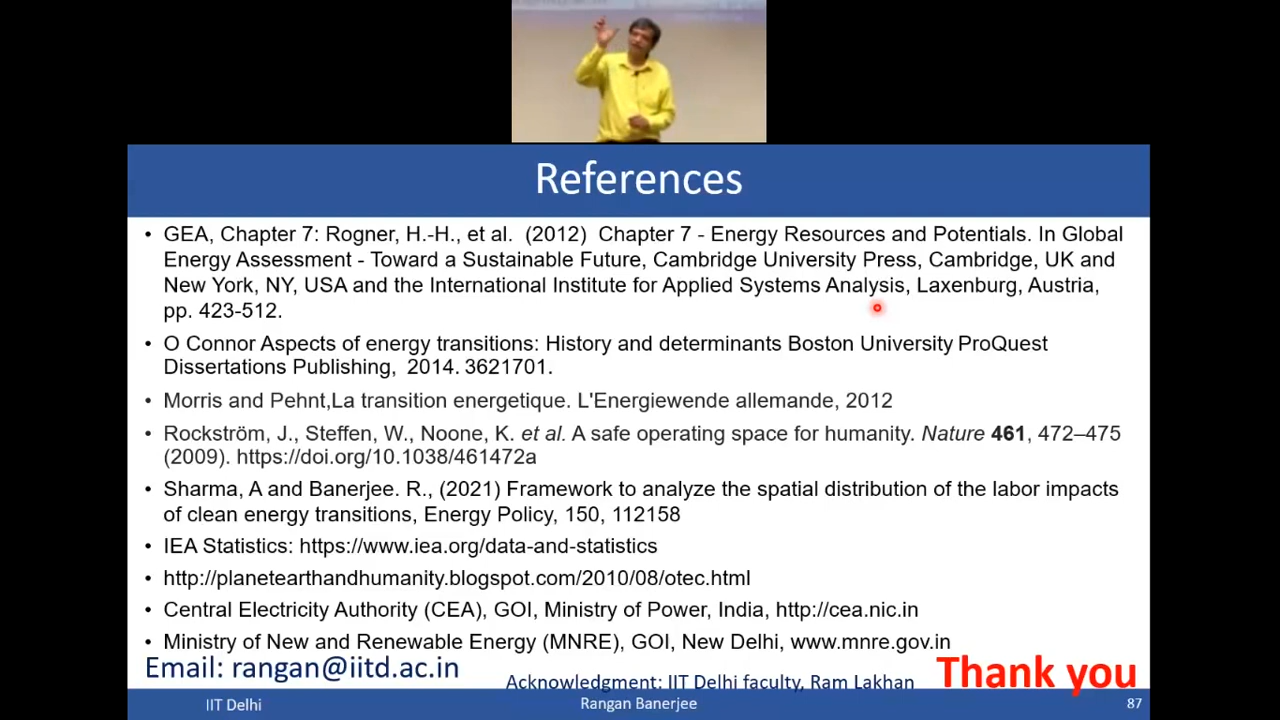 References
• GEA, Chapter 7: Rogner, H.-H., et al. (2012) Chapter 7 - Energy Resources and Potentials. In Global
Energy Assessment - Toward a Sustainable Future, Cambridge University Press, Cambridge, UK and
New York, NY, USA and the International Institute for Applied Systems Analysis, Laxenburg, Austria,
pp. 423-512.
• O Connor Aspects of energy transitions: History and determinants Boston University ProQuest
Dissertations Publishing, 2014. 3621701.
• Morris and Pehnt,La transition energetique. L'Energiewende allemande, 2012
• Rockström, J., Steffen, W., Noone, K. et al. A safe operating space for humanity. Nature 461, 472–475
(2009). https://doi.org/10.1038/461472a
• Sharma, A and Banerjee. R., (2021) Framework to analyze the spatial distribution of the labor impacts
of clean energy transitions, Energy Policy, 150, 112158
• IEA Statistics: https://www.iea.org/data-and-statistics
• http://planetearthandhumanity.blogspot.com/2010/08/otec.html
• Central Electricity Authority (CEA), GOI, Ministry of Power, India, http://cea.nic.in
• Ministry of New and Renewable Energy (MNRE), GOI, New Delhi, www.mnre.gov.in
Email: rangan@iitd.ac.in
Acknowledgment: IIT Delhi faculty, Ram Lakhan
Thank you
IIT Delhi
Rangan Banerjee
87